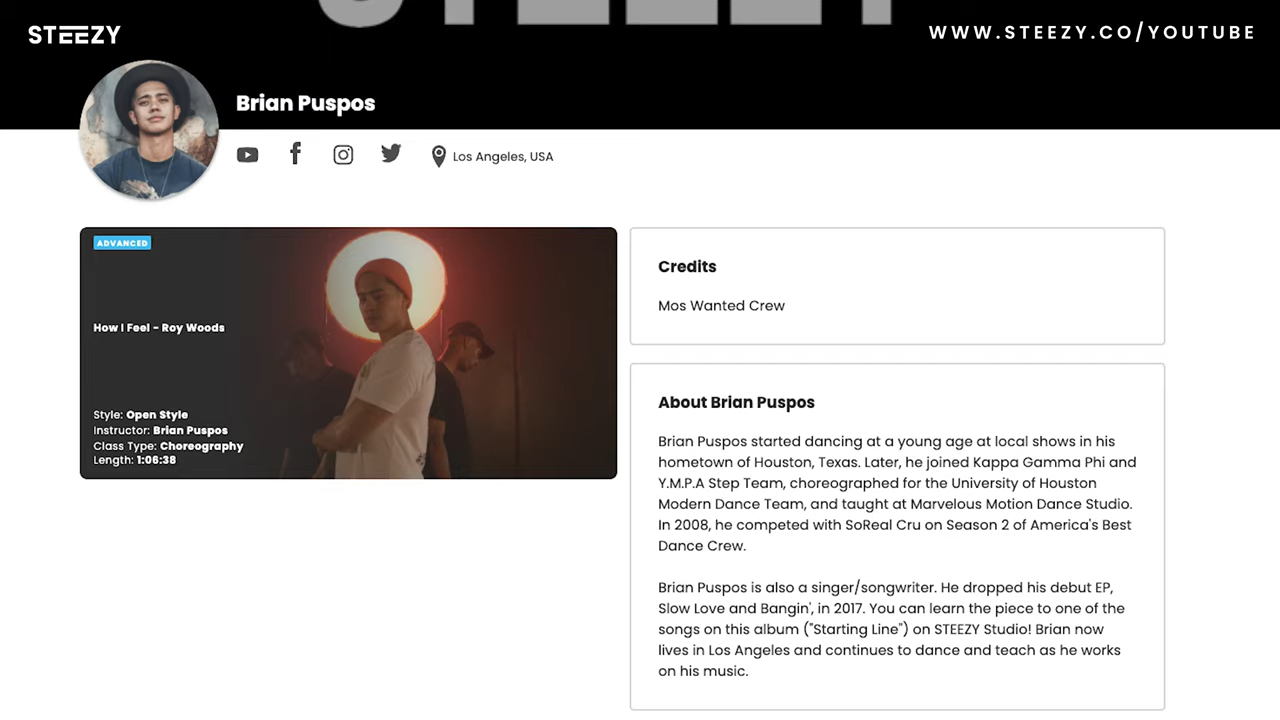 STEEZY
STEEZY
WWW.STEEZY.CO/YOUTUBE
Brian Puspos
Los Angeles, USA
ADVANCED
How I Feel - Roy Woods
Style: Open Style
Instructor: Brian Puspos
Class Type: Choreography
Length: 1:06:38
Credits
Mos Wanted Crew
About Brian Puspos
Brian Puspos started dancing at a young age at local shows in his
hometown of Houston, Texas. Later, he joined Kappa Gamma Phi and
Y.M.P.A Step Team, choreographed for the University of Houston
Modern Dance Team, and taught at Marvelous Motion Dance Studio.
In 2008, he competed with SoReal Cru on Season 2 of America's Best
Dance Crew.
Brian Puspos is also a singer/songwriter. He dropped his debut EP,
Slow Love and Bangin', in 2017. You can learn the piece to one of the
songs on this album ("Starting Line") on STEEZY Studio! Brian now
lives in Los Angeles and continues to dance and teach as he works
on his music.